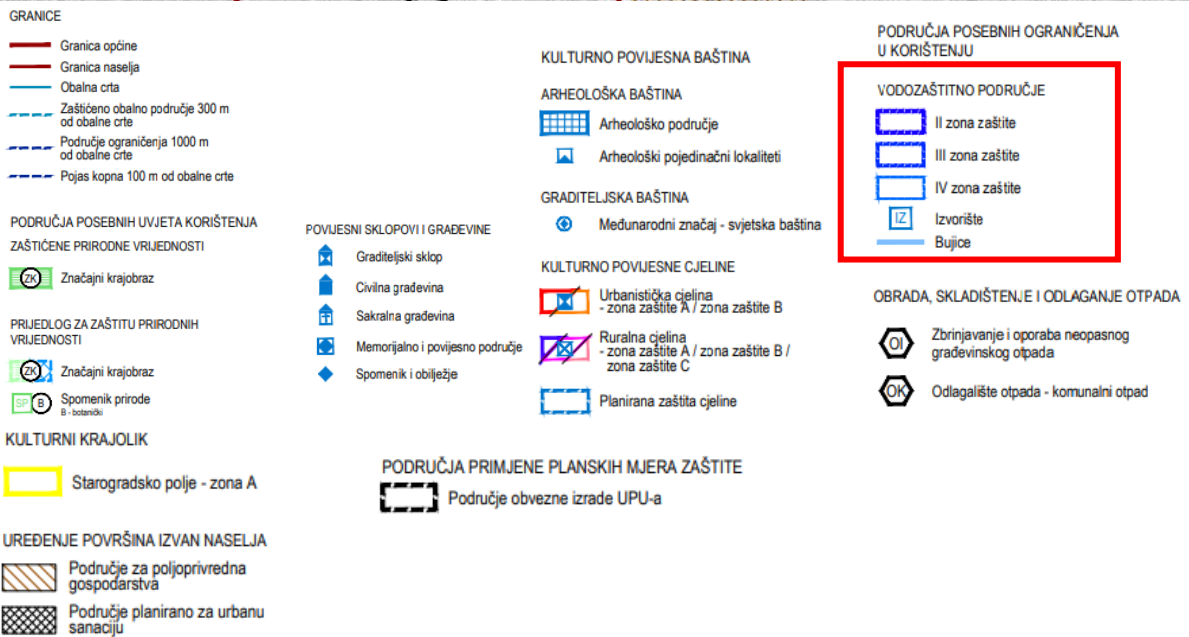 GRANICE
Granica općine
Granica naselja
Obalna crta
Zaštićeno obalno područje 300 m
od obalne crte
Područje ograničenja 1000 m
od obalne crte
Pojas kopna 100 m od obalne crte
PODRUČJA POSEBNIH UVJETA KORIŠTENJA
ZAŠTIĆENE PRIRODNE VRIJEDNOSTI
ZK Značajni krajobraz
PRIJEDLOG ZA ZAŠTITU PRIRODNIH
VRIJEDNOSTI
ZK Značajni krajobraz
SP B Spomenik prirode
B - botanički
KULTURNI KRAJOLIK
Starogradsko polje - zona A
UREĐENJE POVRŠINA IZVAN NASELJA
Područje za poljoprivredna
gospodarstva
Područje planirano za urbanu
sanaciju
POVIJESNI SKLOPOVI I GRAĐEVINE
Graditeljski sklop
Civilna građevina
Sakralna građevina
Memorijalno i povijesno područje
Spomenik i obilježje
PODRUČJA PRIMJENE PLANSKIH MJERA ZAŠTITE
Područje obvezne izrade UPU-a
KULTURNO POVIJESNA BAŠTINA
ARHEOLOŠKA BAŠTINA
Arheološko područje
Arheološki pojedinačni lokaliteti
GRADITELJSKA BAŠTINA
Međunarodni značaj - svjetska baština
KULTURNO POVIJESNE CJELINE
Urbanistička cjelina
- zona zaštite A / zona zaštite B
Ruralna cjelina
- zona zaštite A / zona zaštite B /
zona zaštite C
Planirana zaštita cjeline
PODRUČJA POSEBNIH OGRANIČENJA
U KORIŠTENJU
VODOZAŠTITNO PODRUČJE
II zona zaštite
III zona zaštite
IV zona zaštite
IZ Izvorište
Bujice
OBRADA, SKLADIŠTENJE I ODLAGANJE OTPADA
OI Zbrinjavanje i oporaba neopasnog
građevinskog otpada
OK Odlagalište otpada - komunalni otpad